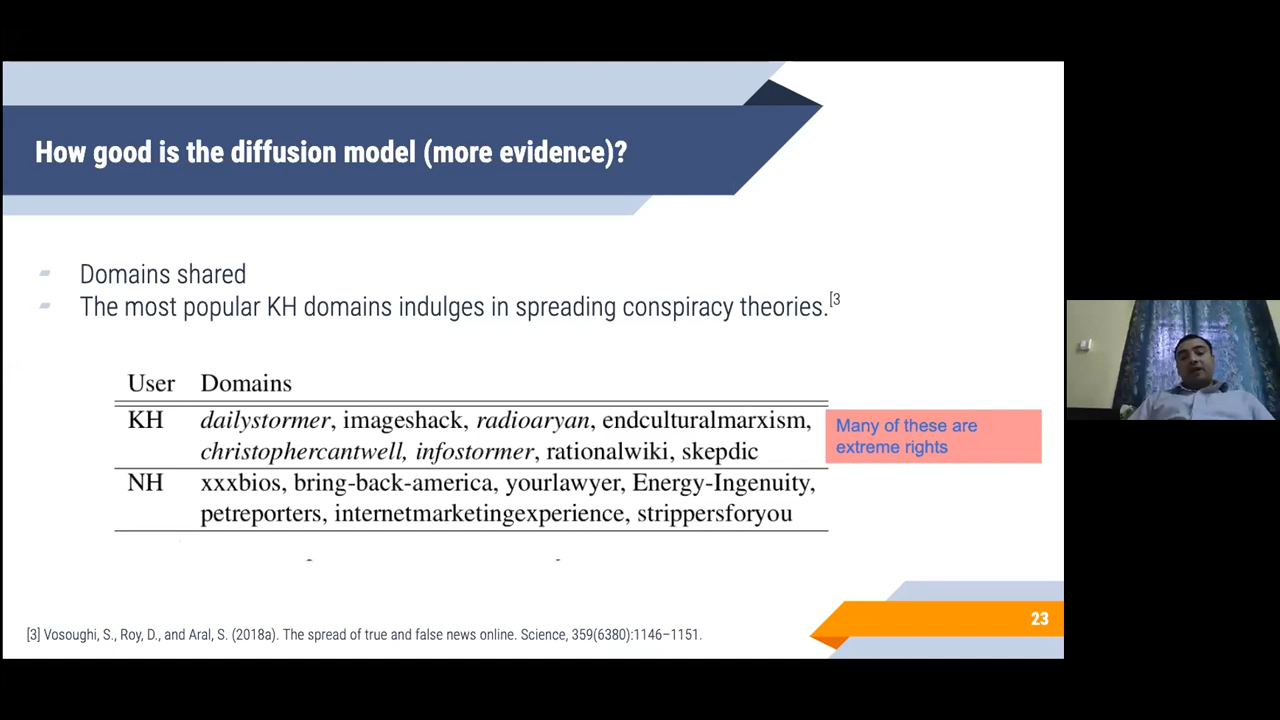 How good is the diffusion model (more evidence)?
Domains shared
The most popular KH domains indulges in spreading conspiracy theories.[3
User Domains
KH dailystormer, imageshack, radioaryan, endculturalmarxism,
christophercantwell, infostormer, rationalwiki, skepdic
Many of these are
extreme rights
NH xxxbios, bring-back-america, yourlawyer, Energy-Ingenuity,
petreporters, internetmarketingexperience, strippersforyou
23
[3] Vosoughi, S., Roy, D., and Aral, S. (2018a). The spread of true and false news online. Science, 359(6380):1146–1151.